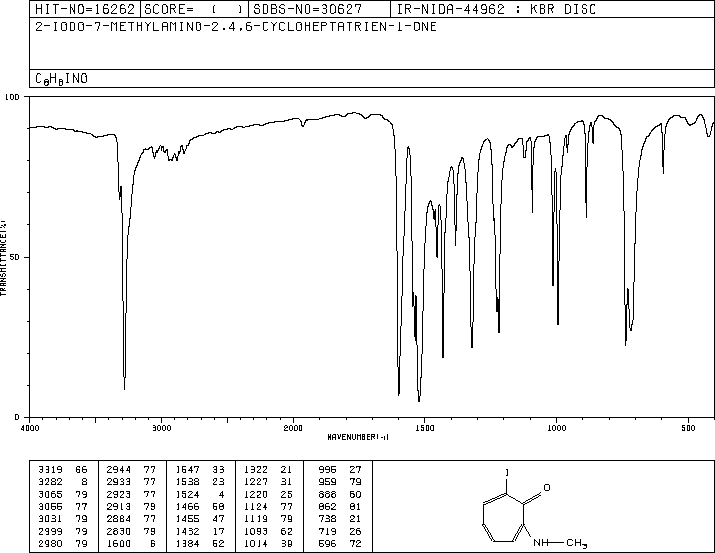 HIT-NO=16262 SCORE= ( ) SDBS-NO=30627 IR-NIDA-44962 : KBR DISC
2-IODO-7-METHYLAMINO-2,4,6-CYCLOHEPTATRIEN-1-ONE
C8H8INO
100
TRANSMITTANCE(%)
50
0
4000 3000 2000 1500 1000 500
WAVENUMBER(-1)
3319 66 2944 77 1547 33 1322 21 996 27
3282 8 2933 77 1538 23 1227 31 959 79
3065 79 2923 77 1524 4 1220 25 888 60
3055 77 2913 79 1466 58 1124 77 862 81
3031 79 2884 77 1455 47 1119 79 738 21
2999 79 2830 79 1432 17 1093 62 719 26
2980 79 1600 6 1384 52 1014 39 596 72
I
O
NH
CH3